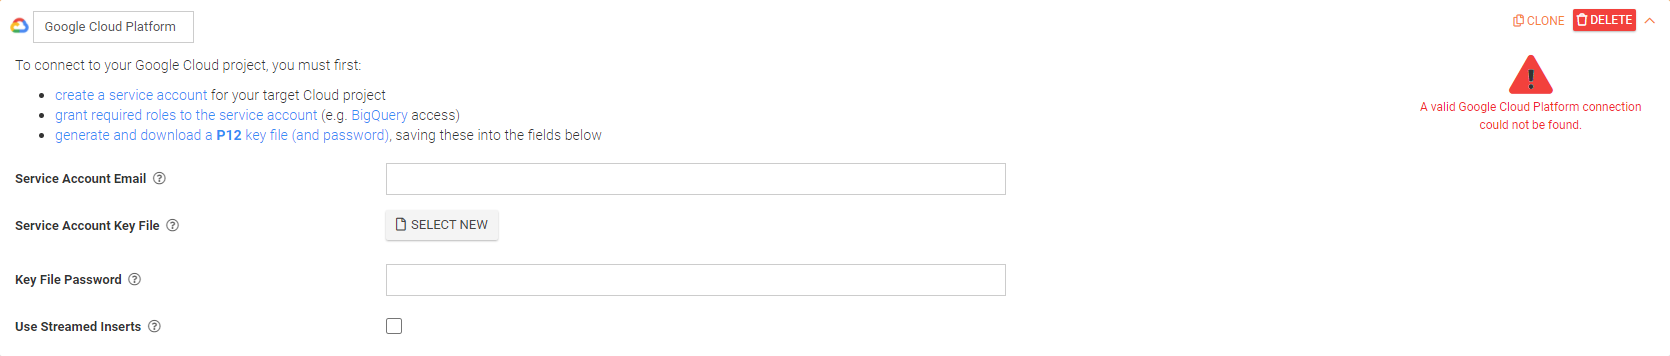 Google Cloud Platform
CLONE
DELETE
To connect to your Google Cloud project, you must first:
create a service account for your target Cloud project
grant required roles to the service account (e.g. BigQuery access)
generate and download a P12 key file (and password), saving these into the fields below
A valid Google Cloud Platform connection
could not be found.
Service Account Email
Service Account Key File
SELECT NEW
Key File Password
Use Streamed Inserts